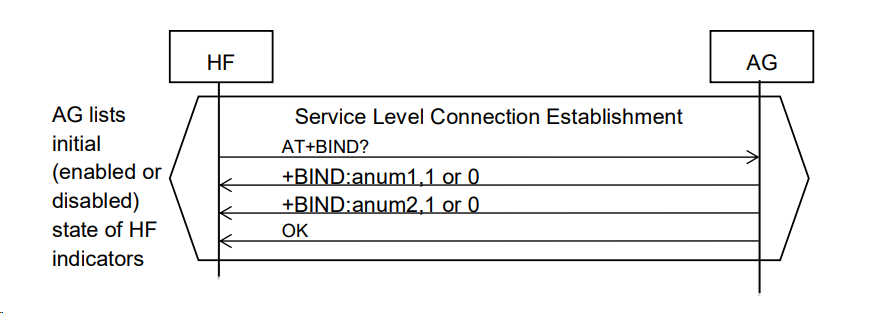 HF
AG
AG lists
initial
(enabled or
disabled)
state of HF
indicators
Service Level Connection Establishment
AT+BIND?
+BIND:anum1,1 or 0
+BIND:anum2,1 or 0
OK